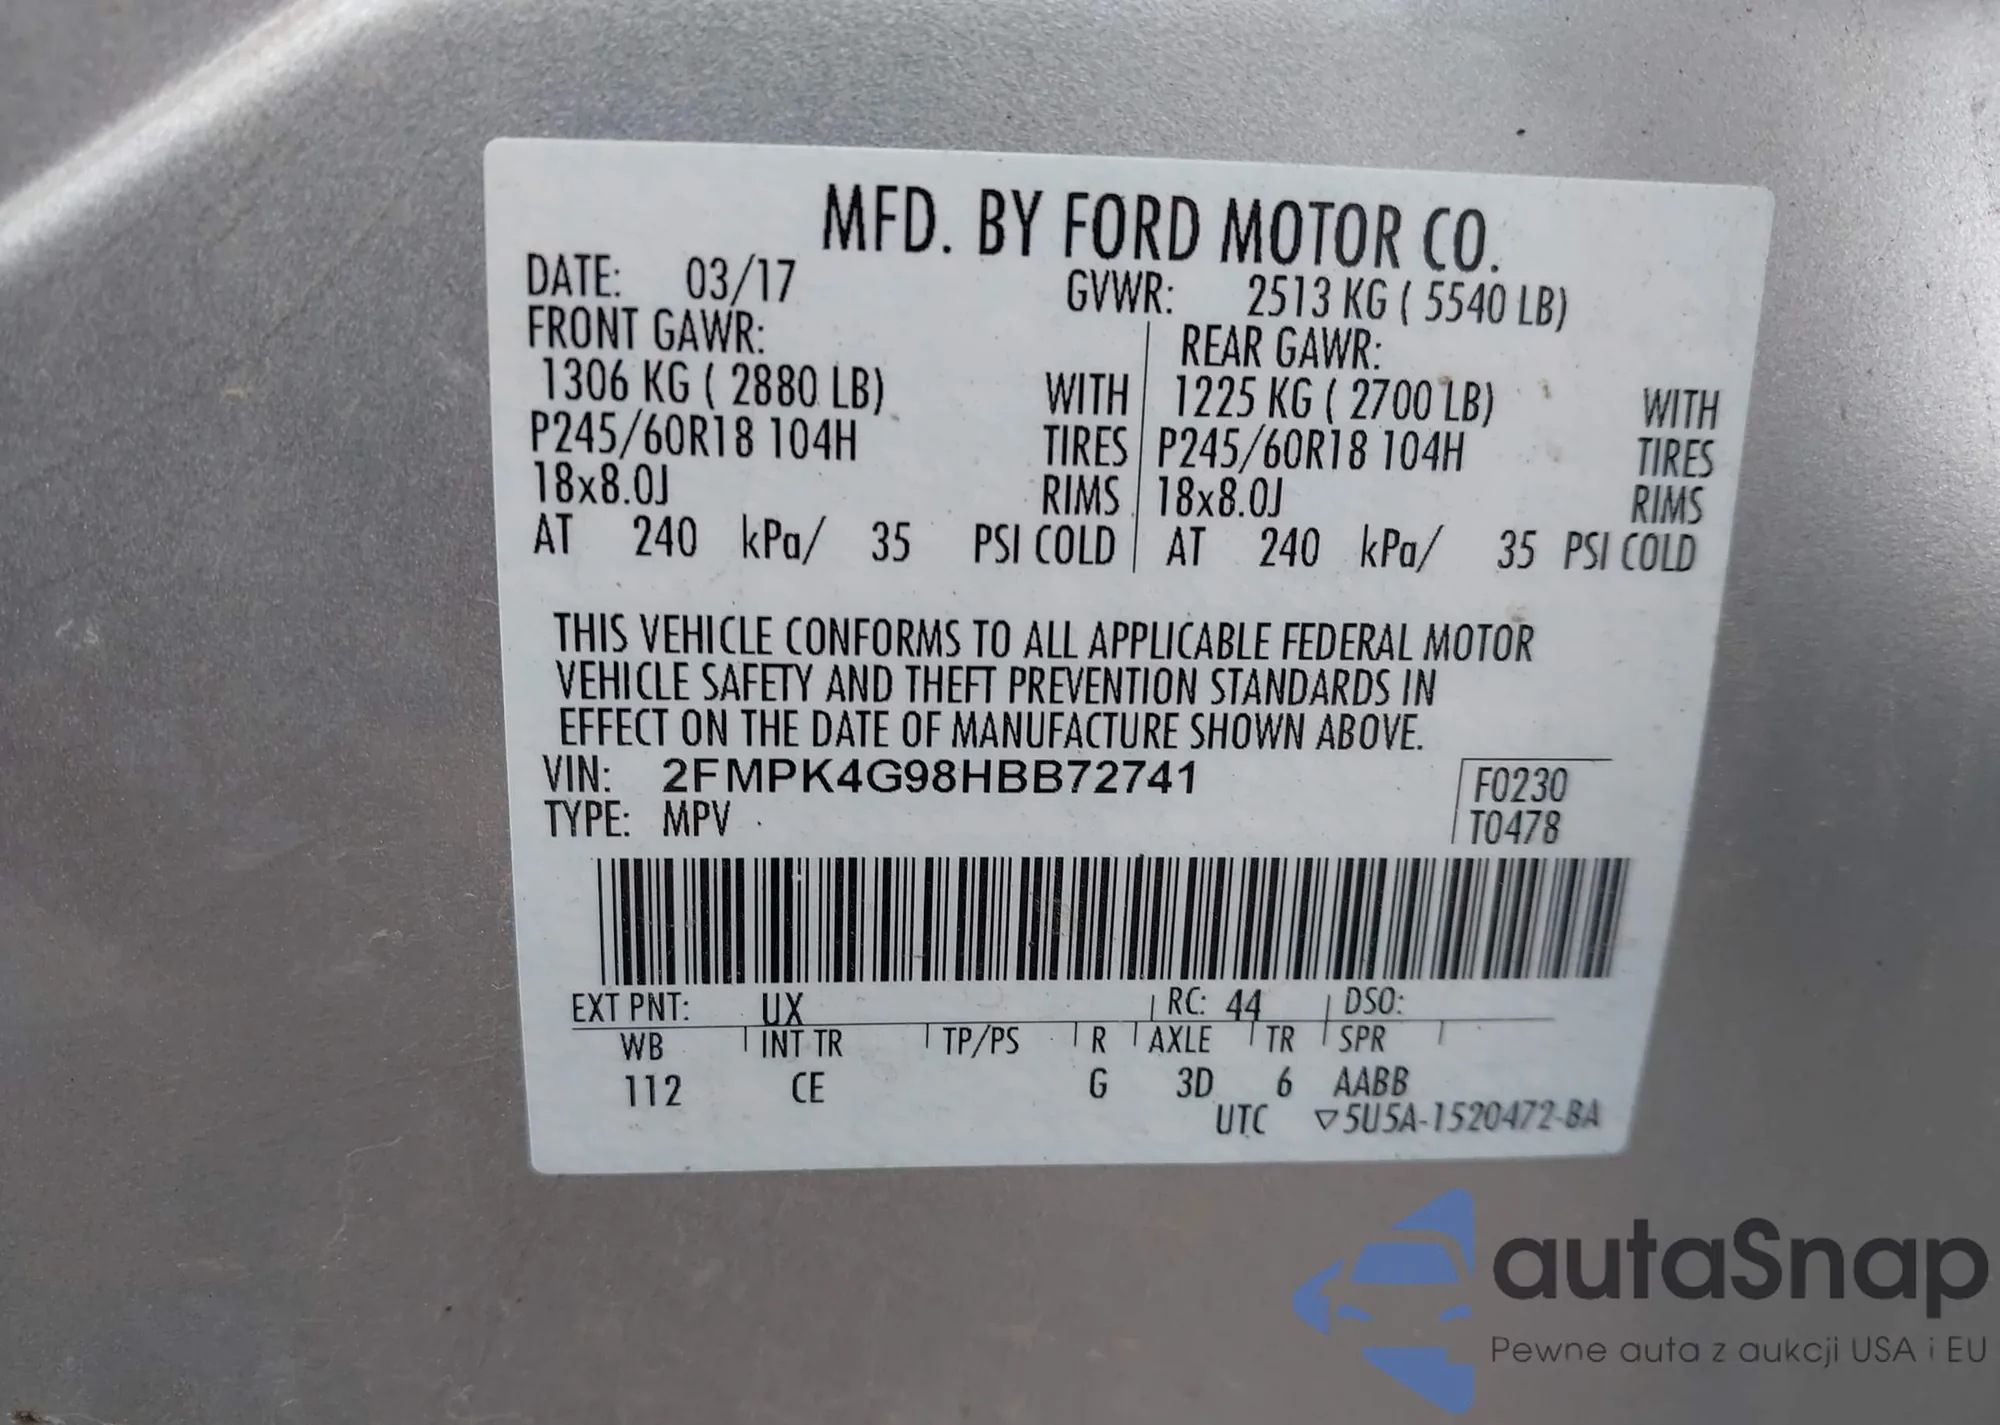 MFD. BY FORD MOTOR CO.
DATE: 03/17 GVWR: 2513 KG ( 5540 LB)
FRONT GAWR: REAR GAWR:
1306 KG ( 2880 LB) WITH 1225 KG ( 2700 LB) WITH
P245/60R18 104H TIRES P245/60R18 104H TIRES
18x8.0J RIMS 18x8.0J RIMS
AT 240 kPa/ 35 PSI COLD AT 240 kPa/ 35 PSI COLD
THIS VEHICLE CONFORMS TO ALL APPLICABLE FEDERAL MOTOR
VEHICLE SAFETY AND THEFT PREVENTION STANDARDS IN
EFFECT ON THE DATE OF MANUFACTURE SHOWN ABOVE.
VIN: 2FMPK4G98HBB72741 F0230
TYPE: MPV T0478
EXT PNT: UX RC: 44 DSO:
WB INT TR TP/PS R AXLE TR SPR
112 CE G 3D 6 AABB
UTC ▽5U5A-1520472-BA
autaSnap
Pewne auta z aukcji USA i EU